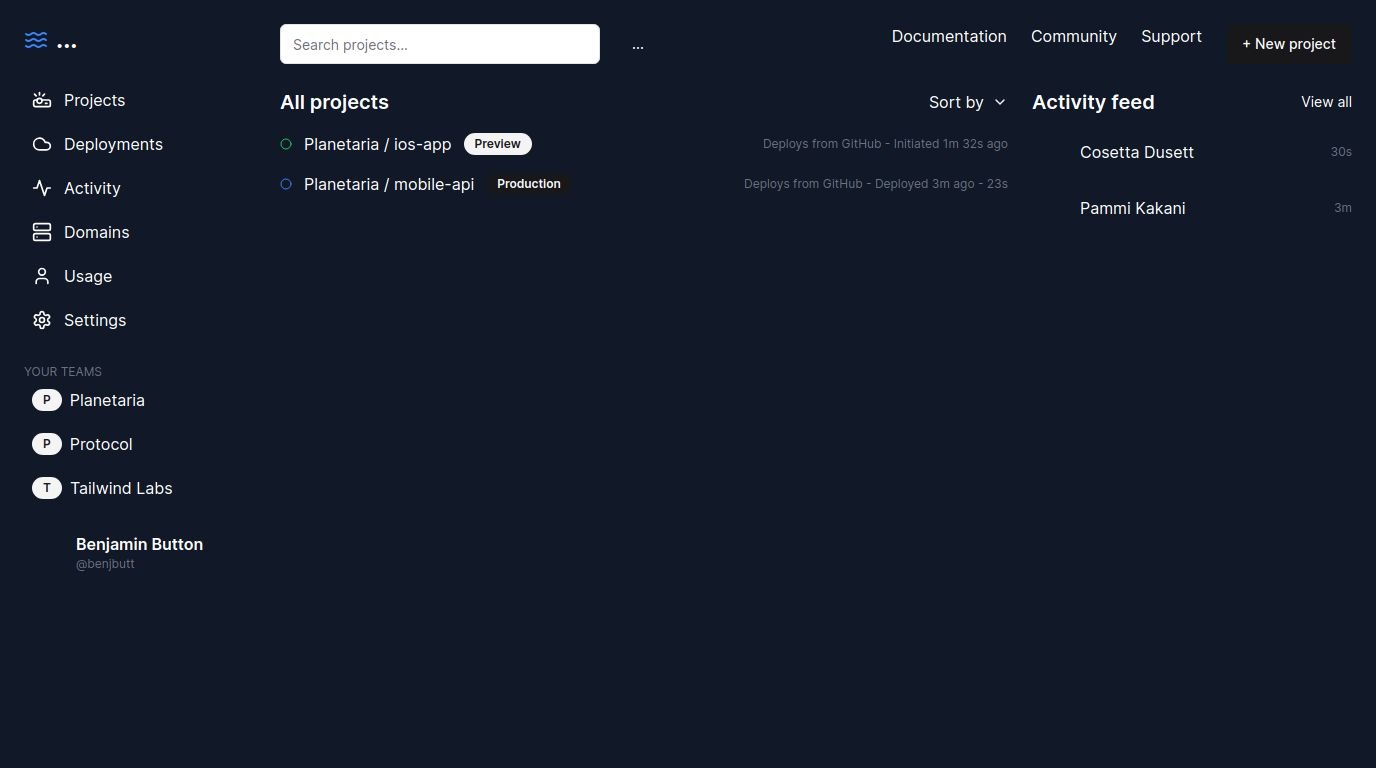 ...
Search projects...
...
Documentation
Community
Support
+ New project
Projects
Deployments
Activity
Domains
Usage
Settings
YOUR TEAMS
P Planetaria
P Protocol
T Tailwind Labs
Benjamin Button
@benjbutt
All projects
Sort by
Planetaria / ios-app Preview
Deploys from GitHub - Initiated 1m 32s ago
Planetaria / mobile-api Production
Deploys from GitHub - Deployed 3m ago - 23s
Activity feed
View all
Cosetta Dusett
30s
Pammi Kakani
3m